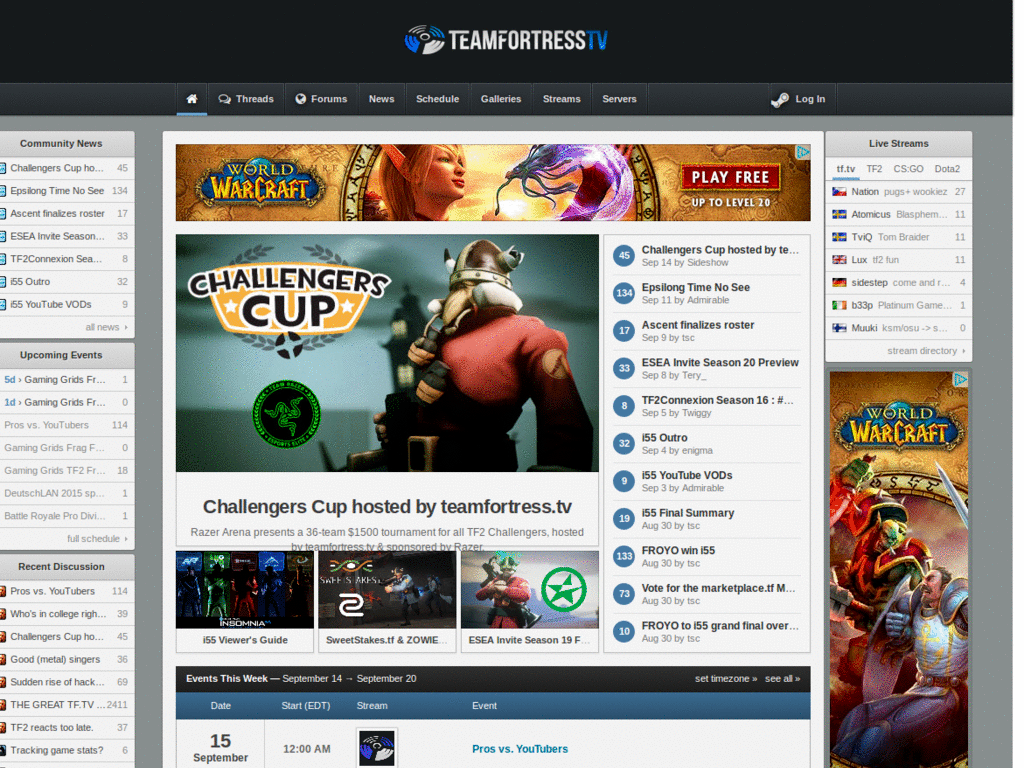 TEAMFORTRESSTV
Threads
Forums
News
Schedule
Galleries
Streams
Servers
Log In
Community News
Challengers Cup ho... 45
Epsilong Time No See 134
Ascent finalizes roster 17
ESEA Invite Season... 33
TF2Connexion Sea... 8
i55 Outro 32
i55 YouTube VODs 9
all news ›
Upcoming Events
5d › Gaming Grids Fr... 1
1d › Gaming Grids Fr... 0
Pros vs. YouTubers 114
Gaming Grids Frag F... 0
Gaming Grids TF2 Fr... 18
DeutschLAN 2015 sp... 1
Battle Royale Pro Divi... 1
full schedule ›
Recent Discussion
Pros vs. YouTubers 114
Who's in college righ... 39
Challengers Cup ho... 45
Good (metal) singers 36
Sudden rise of hack... 69
THE GREAT TF.TV ... 2411
TF2 reacts too late. 37
Tracking game stats? 6
WORLD
WARCRAFT
PLAY FREE
UP TO LEVEL 20
CHALLENGERS
CUP
TEAM RAZER
ESPORTS ELITE
Challengers Cup hosted by teamfortress.tv
Razer Arena presents a 36-team $1500 tournament for all TF2 Challengers, hosted
by teamfortress.tv & sponsored by Razer.
INSOMNIA
i55 Viewer's Guide
SWEETSTAKES.TF
SweetStakes.tf & ZOWIE...
ESEA Invite Season 19 F...
45 Challengers Cup hosted by te...
Sep 14 by Sideshow
134 Epsilong Time No See
Sep 11 by Admirable
17 Ascent finalizes roster
Sep 9 by tsc
33 ESEA Invite Season 20 Preview
Sep 8 by Tery_
8 TF2Connexion Season 16 : #...
Sep 5 by Twiggy
32 i55 Outro
Sep 4 by enigma
9 i55 YouTube VODs
Sep 3 by Admirable
19 i55 Final Summary
Aug 30 by tsc
133 FROYO win i55
Aug 30 by tsc
73 Vote for the marketplace.tf M...
Aug 30 by tsc
10 FROYO to i55 grand final over...
Aug 30 by tsc
Events This Week — September 14 → September 20
set timezone » see all »
Date Start (EDT) Stream Event
15
September
12:00 AM
Pros vs. YouTubers
Live Streams
tf.tv TF2 CS:GO Dota2
Nation pugs+ wookiez 27
Atomicus Blasphem... 11
TviQ Tom Braider 11
Lux tf2 fun 11
sidestep come and r... 4
b33p Platinum Game... 1
Muuki ksm/osu -> s... 0
stream directory ›
WORLD
WARCRAFT